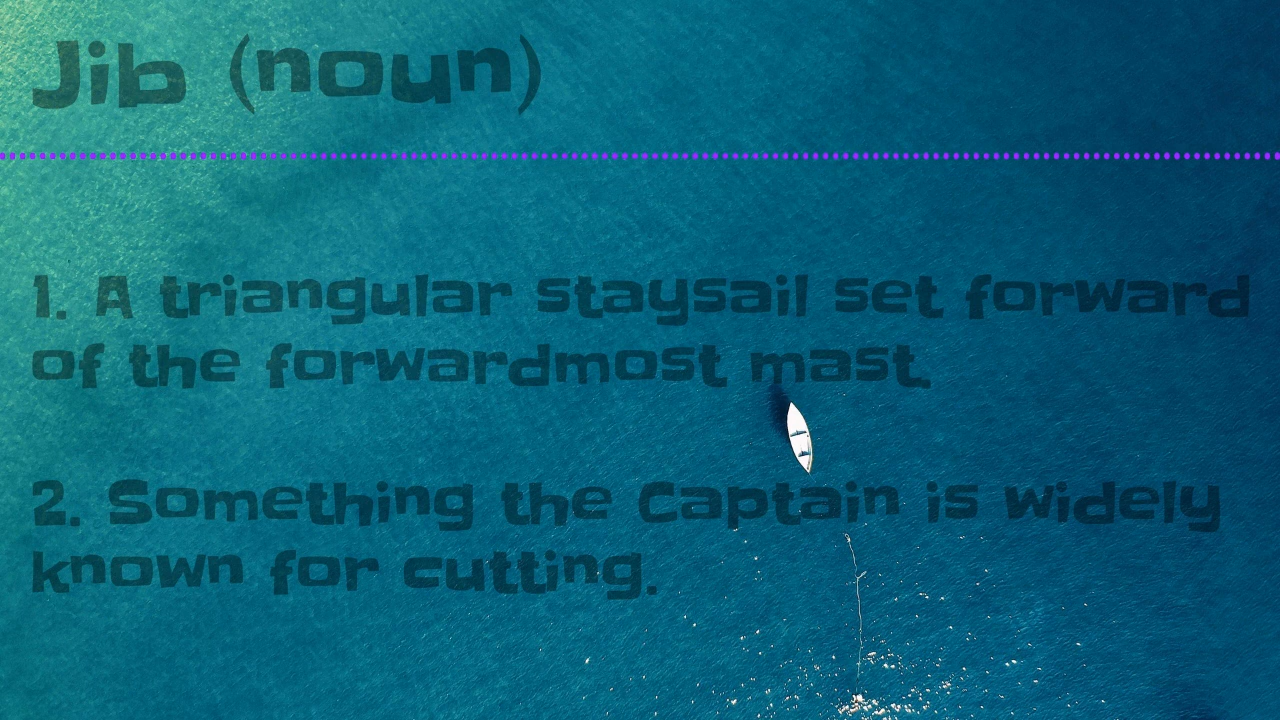 Jib (noun)
1. A triangular staysail set forward
of the forwardmost mast.
2. Something the Captain is widely
known for cutting.